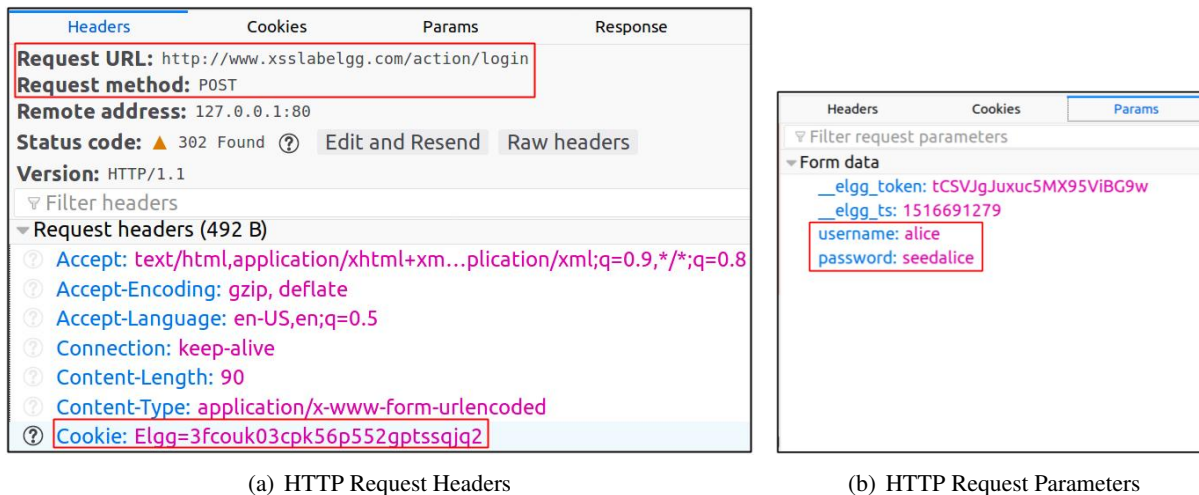 Headers Cookies Params Response
Request URL: http://www.xsslabelgg.com/action/login
Request method: POST
Remote address: 127.0.0.1:80
Status code: 302 Found ? Edit and Resend Raw headers
Version: HTTP/1.1
Filter headers
Request headers (492 B)
? Accept: text/html,application/xhtml+xm…plication/xml;q=0.9,*/*;q=0.8
? Accept-Encoding: gzip, deflate
? Accept-Language: en-US,en;q=0.5
? Connection: keep-alive
? Content-Length: 90
? Content-Type: application/x-www-form-urlencoded
? Cookie: Elgg=3fcouk03cpk56p552gptssqjq2
(a) HTTP Request Headers
Headers Cookies Params
Filter request parameters
Form data
__elgg_token: tCSVJgJuxuc5MX95ViBG9w
__elgg_ts: 1516691279
username: alice
password: seedalice
(b) HTTP Request Parameters